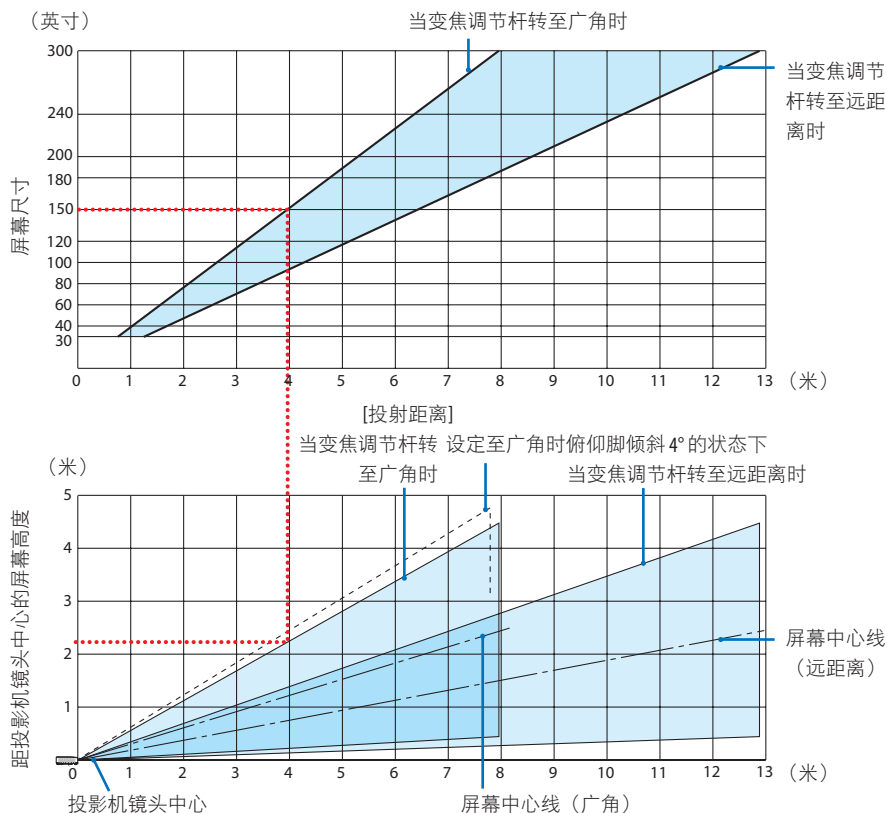 （英寸）
当变焦调节杆转至广角时
300
240
200
180
150
120
100
80
60
40
30
屏幕尺寸
当变焦调节
杆转至远距
离时
0 1 2 3 4 5 6 7 8 9 10 11 12 13 （米）
[投射距离]
当变焦调节杆转
至广角时
设定至广角时俯仰脚倾斜 4° 的状态下
当变焦调节杆转至远距离时
（米）
5
4
3
2
1
距投影机镜头中心的屏幕高度
屏幕中心线
（远距离）
0 1 2 3 4 5 6 7 8 9 10 11 12 13 （米）
投影机镜头中心
屏幕中心线（广角）